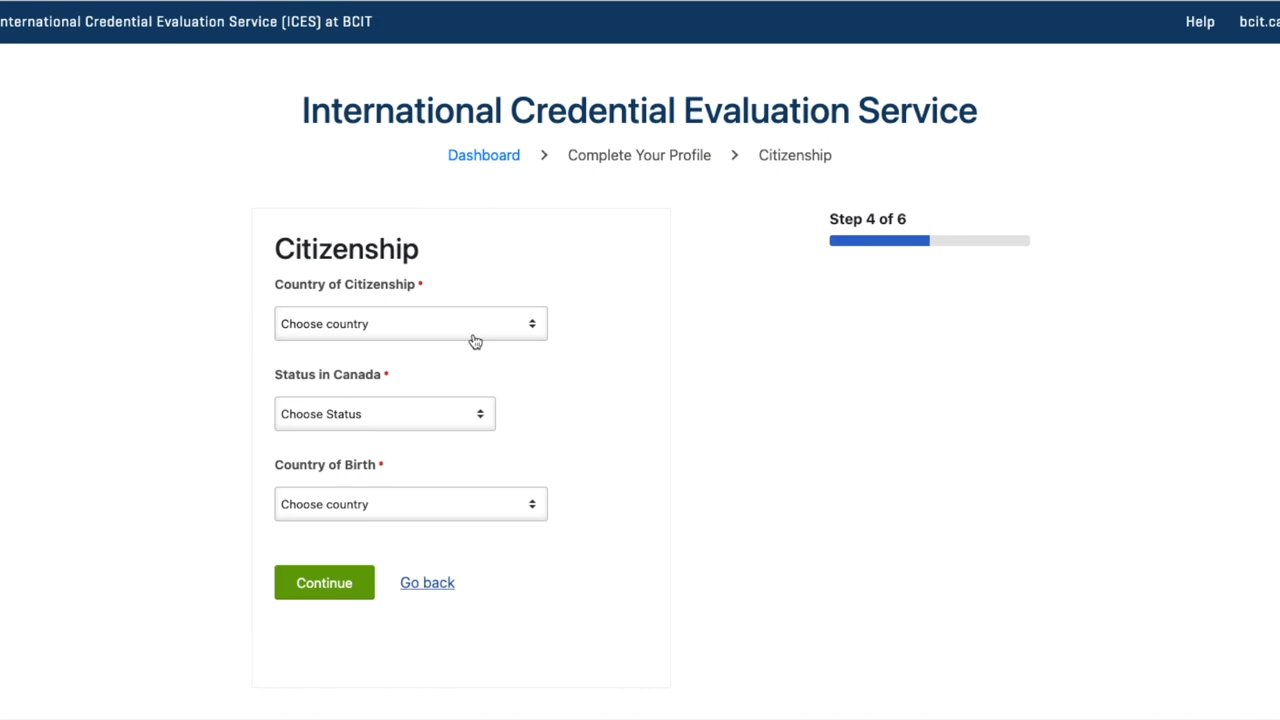 nternational Credential Evaluation Service (ICES) at BCIT Help bcit.ca
International Credential Evaluation Service
Dashboard > Complete Your Profile > Citizenship
Step 4 of 6
Citizenship
Country of Citizenship *
Choose country
Status in Canada *
Choose Status
Country of Birth *
Choose country
Continue Go back